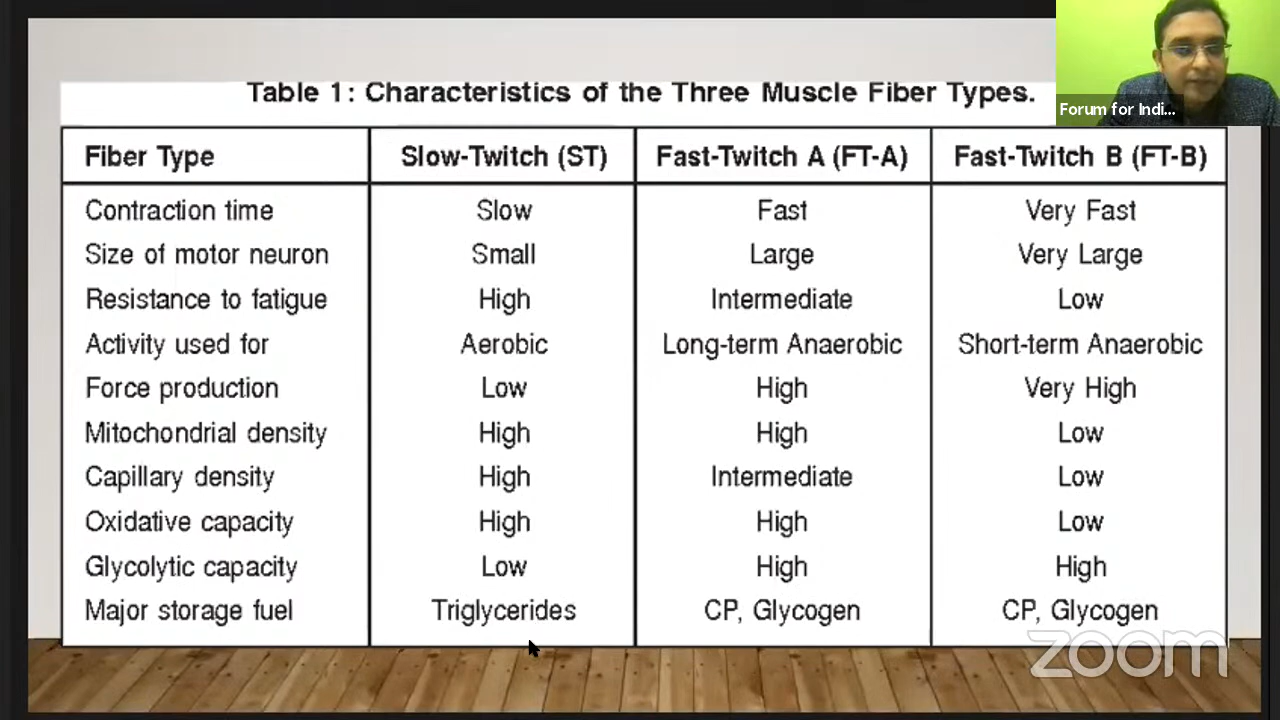 Table 1: Characteristics of the Three Muscle Fiber Types.
Forum for Indi...
Fiber Type Slow-Twitch (ST) Fast-Twitch A (FT-A) Fast-Twitch B (FT-B)
Contraction time Slow Fast Very Fast
Size of motor neuron Small Large Very Large
Resistance to fatigue High Intermediate Low
Activity used for Aerobic Long-term Anaerobic Short-term Anaerobic
Force production Low High Very High
Mitochondrial density High High Low
Capillary density High Intermediate Low
Oxidative capacity High High Low
Glycolytic capacity Low High High
Major storage fuel Triglycerides CP, Glycogen CP, Glycogen
zoom